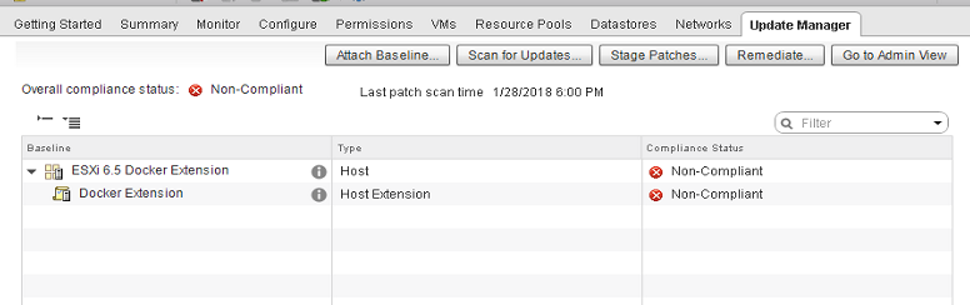 Getting Started Summary Monitor Configure Permissions VMs Resource Pools Datastores Networks Update Manager
Attach Baseline... Scan for Updates... Stage Patches... Remediate... Go to Admin View
Overall compliance status: Non-Compliant Last patch scan time 1/28/2018 6:00 PM
Filter
Baseline Type Compliance Status
ESXi 6.5 Docker Extension Host Non-Compliant
Docker Extension Host Extension Non-Compliant